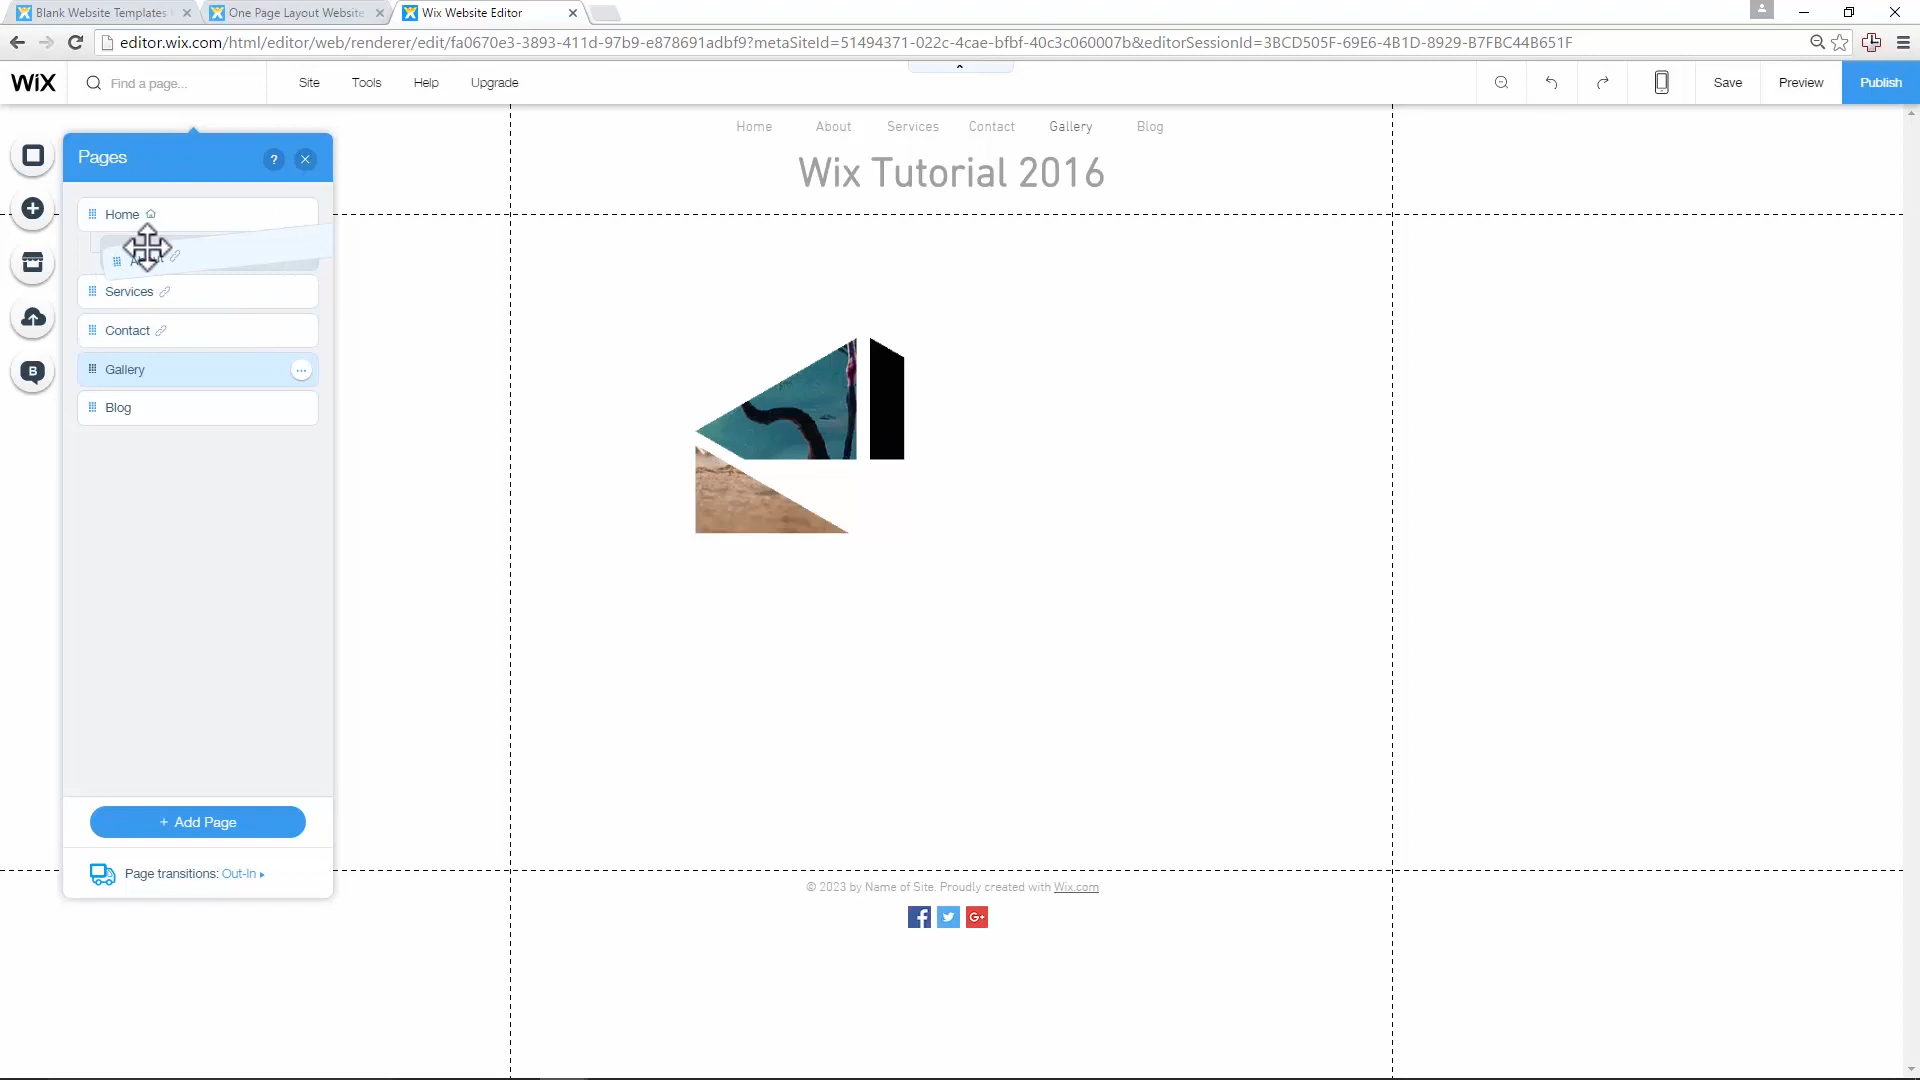 Blank Website Templates
One Page Layout Website
Wix Website Editor
editor.wix.com/html/editor/web/renderer/edit/fa0670e3-3893-411d-97b9-e878691adbf9?metaSiteId=51494371-022c-4cae-bfbf-40c3c060007b&editorSessionId=3BCD505F-69E6-4B1D-8929-B7FBC44B651F
WiX
Find a page...
Site
Tools
Help
Upgrade
Save
Preview
Publish
Home
About
Services
Contact
Gallery
Blog
Wix Tutorial 2016
Pages
?
Home
Services
Contact
Gallery
...
Blog
B
+ Add Page
Page transitions: Out-In
© 2023 by Name of Site. Proudly created with Wix.com
G+